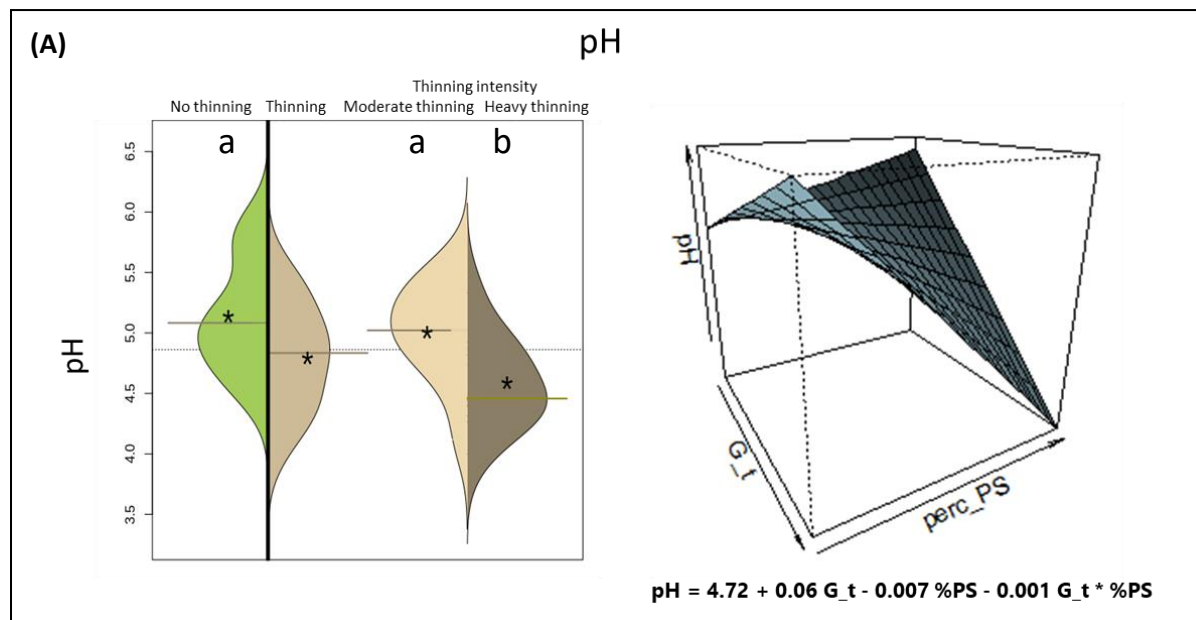 (A)
pH
Thinning intensity
No thinning Thinning Moderate thinning Heavy thinning
a a b
6.5
6.0
5.5
5.0
4.5
4.0
3.5
pH
* * * *
pH
G_t
perc_PS
pH = 4.72 + 0.06 G_t - 0.007 %PS - 0.001 G_t * %PS